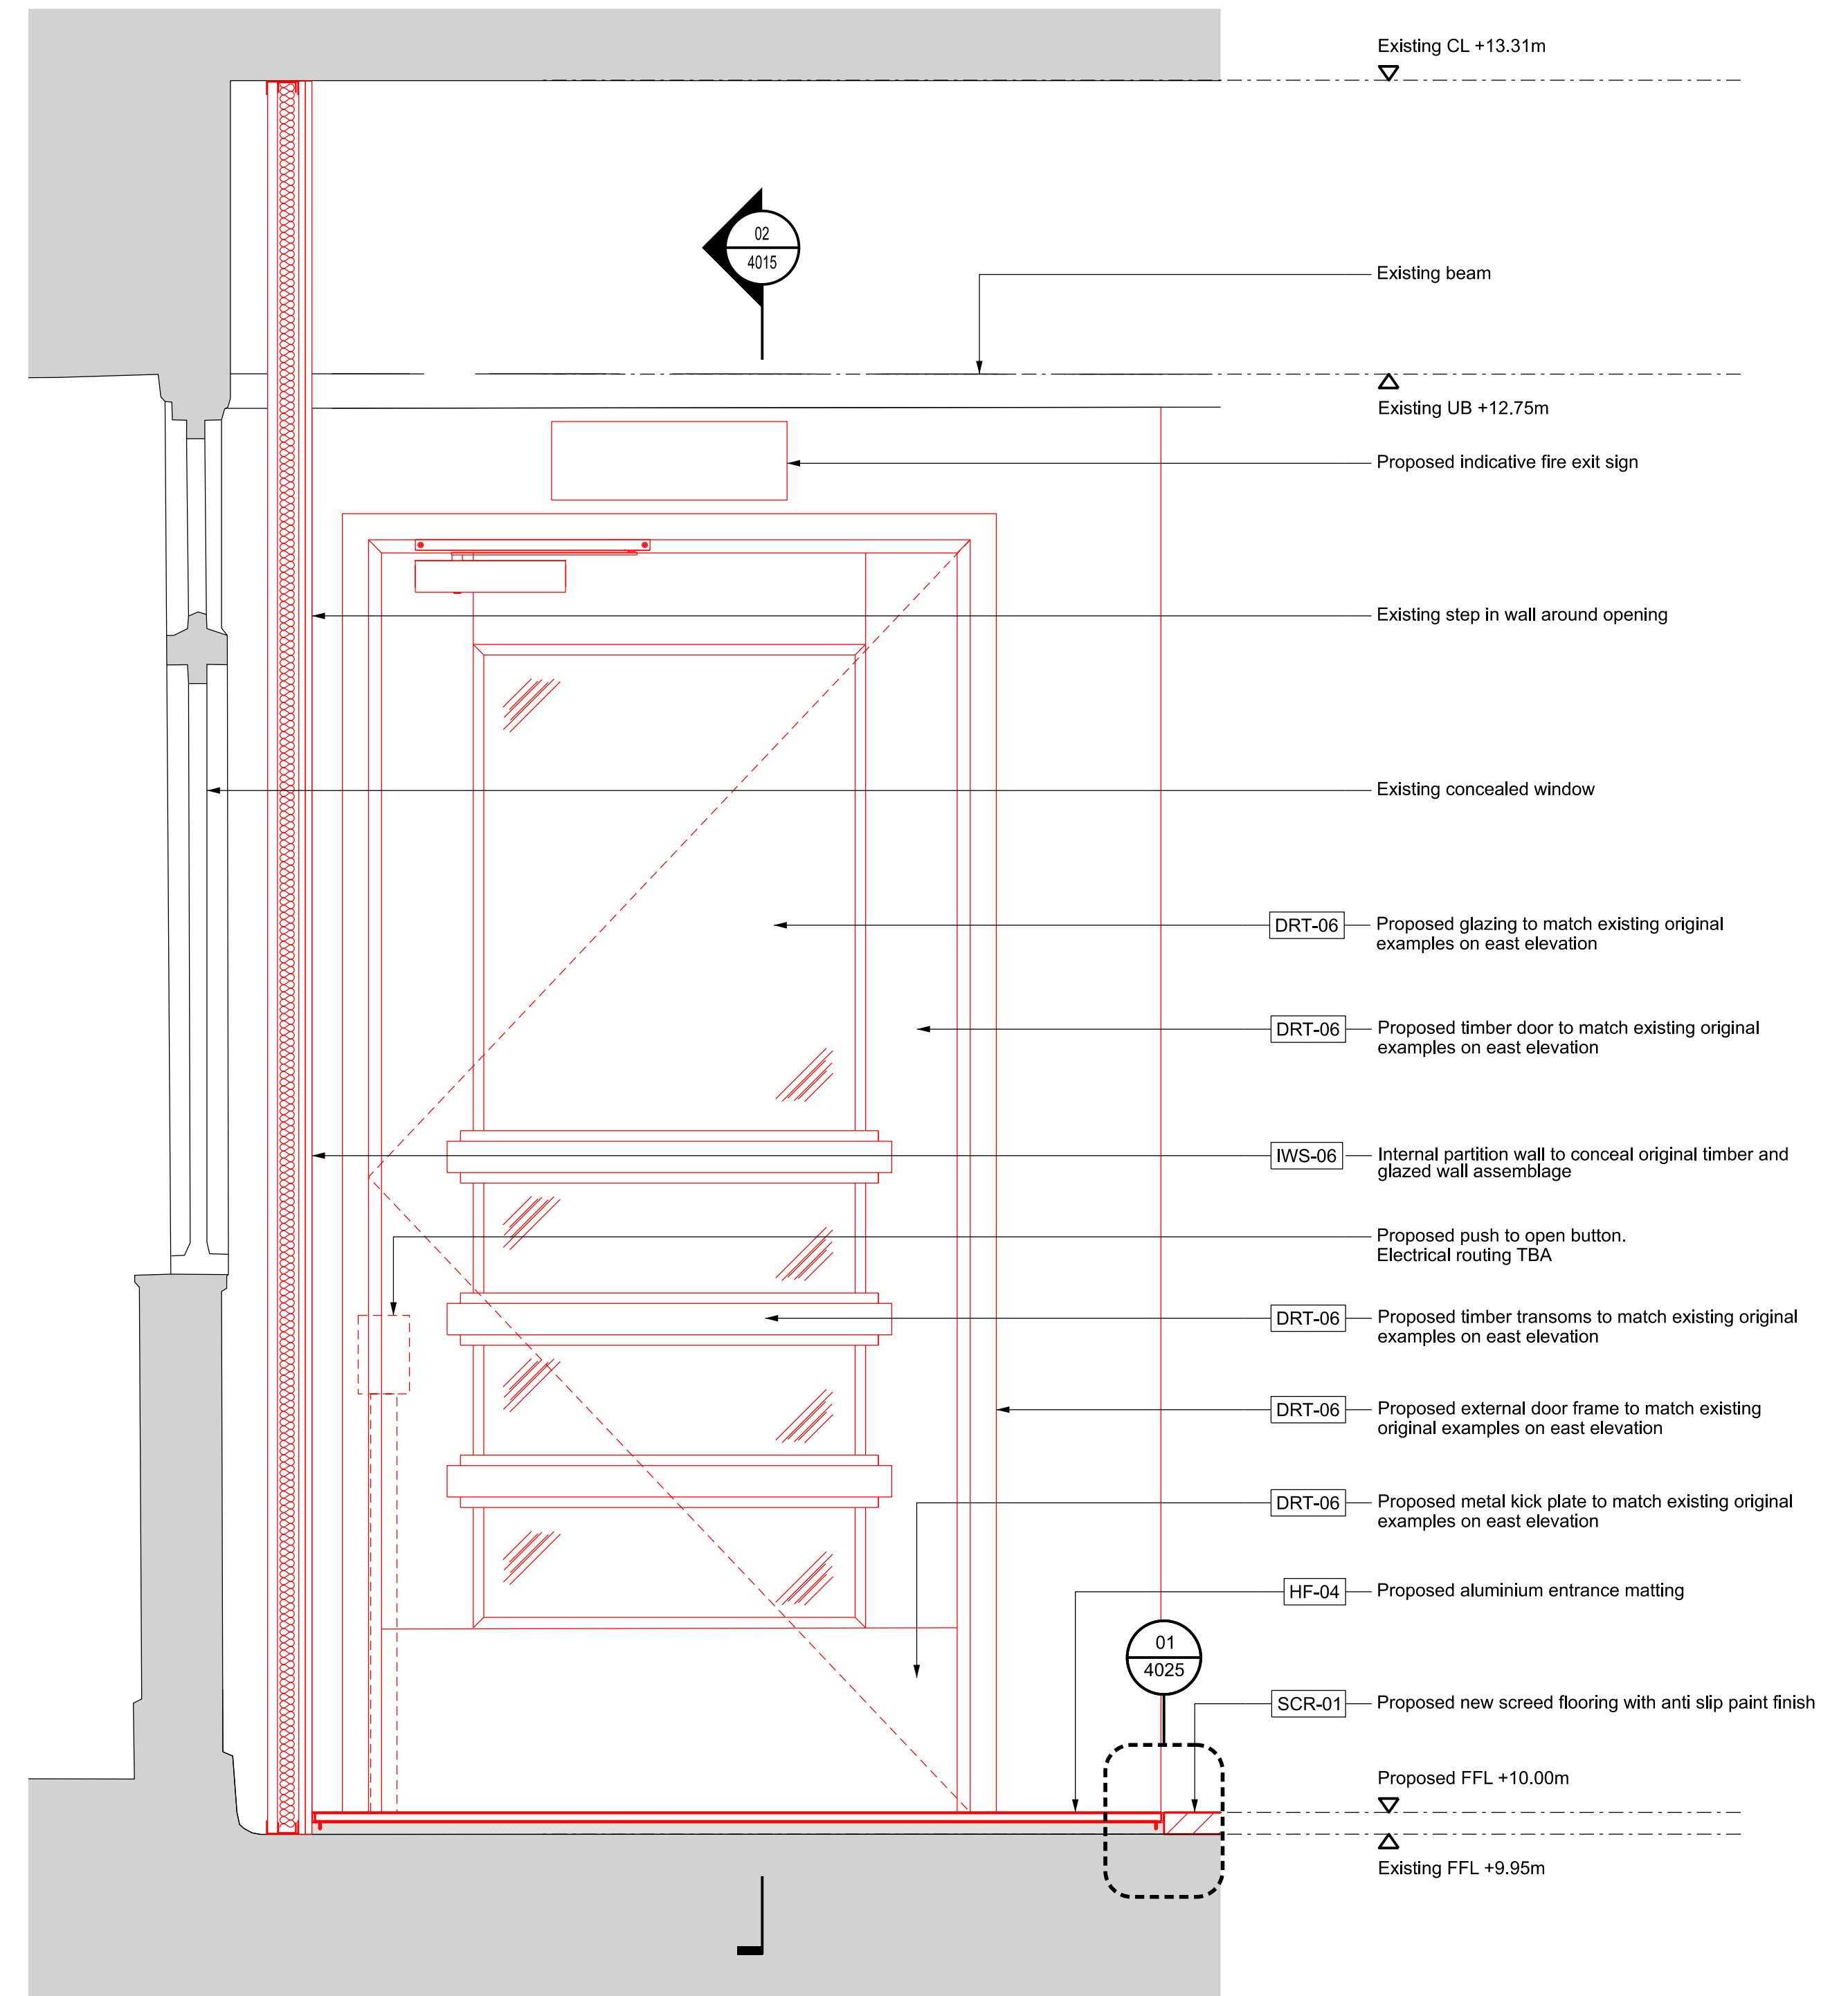 Existing CL +13.31m
02
4015
Existing beam
Existing UB +12.75m
Proposed indicative fire exit sign
Existing step in wall around opening
Existing concealed window
DRT-06
Proposed glazing to match existing original
examples on east elevation
DRT-06
Proposed timber door to match existing original
examples on east elevation
IWS-06
Internal partition wall to conceal original timber and
glazed wall assemblage
Proposed push to open button.
Electrical routing TBA
DRT-06
Proposed timber transoms to match existing original
examples on east elevation
DRT-06
Proposed external door frame to match existing
original examples on east elevation
DRT-06
Proposed metal kick plate to match existing original
examples on east elevation
HF-04
Proposed aluminium entrance matting
01
4025
SCR-01
Proposed new screed flooring with anti slip paint finish
Proposed FFL +10.00m
Existing FFL +9.95m